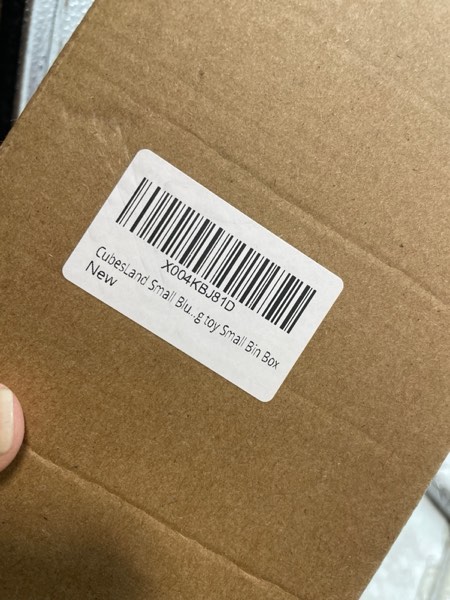 X004KBJ81D
CubesLand Small Blu...g toy Small Bin Box
New